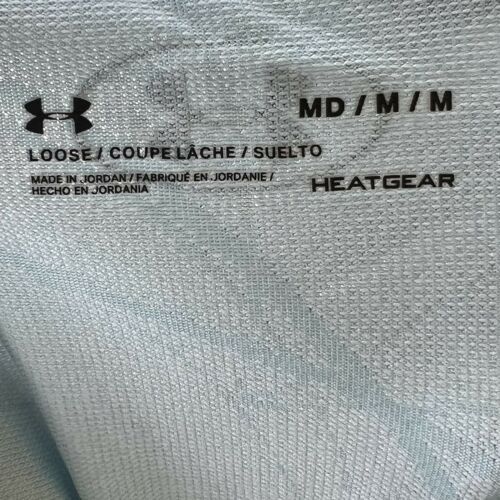 MD / M / M
LOOSE / COUPE LÂCHE / SUELTO
MADE IN JORDAN / FABRIQUÉ EN JORDANIE /
HECHO EN JORDANIA
HEATGEAR